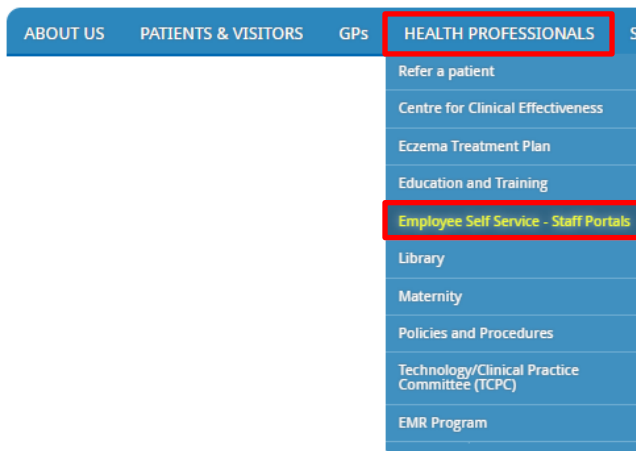 ABOUT US PATIENTS & VISITORS GPs HEALTH PROFESSIONALS S
Refer a patient
Centre for Clinical Effectiveness
Eczema Treatment Plan
Education and Training
Employee Self Service - Staff Portals
Library
Maternity
Policies and Procedures
Technology/Clinical Practice
Committee (TCPC)
EMR Program